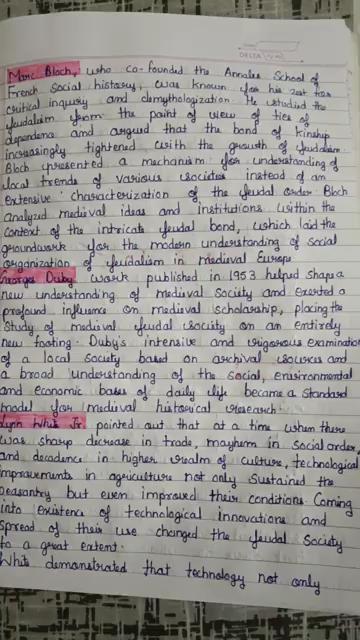 DELTA
Marc Bloch, who co-founded the Annales School of
French social history, was known for his zest for
critical inquiry and demythologization. He studied the
feudalism from the point of view of ties of
dependence and argued that the bond of kinship
increasingly tightened with the growth of feudalism.
Bloch presented a mechanism for understanding of
local trends of various societies instead of an
extensive characterization of the feudal order. Bloch
analyzed medival ideas and institutions within the
context of the intricate feudal bond, which laid the
groundwork for the modern understanding of social
organization of feudalism in medieval Europe
Georges Duby work, published in 1953 helped shape a
new understanding of medieval Society and exerted a
profound influence on medieval scholarship, placing the
study of medieval feudal society on an entirely
new footing. Duby's intensive and rigorous examination
of a local society based on archival sources and
a broad understanding of the social, environmental
and economic bases of daily life became a standard
model for medieval historical research.
Lynn White Jr. pointed out that at a time when there
was sharp decrease in trade, mayhem in social order,
and decadence in higher realm of culture, technological
improvements in agriculture not only sustained the
peasantry but even improved their conditions. Coming
into existence of technological innovations and
spread of their use changed the feudal society
to a great extent.
White demonstrated that technology not only